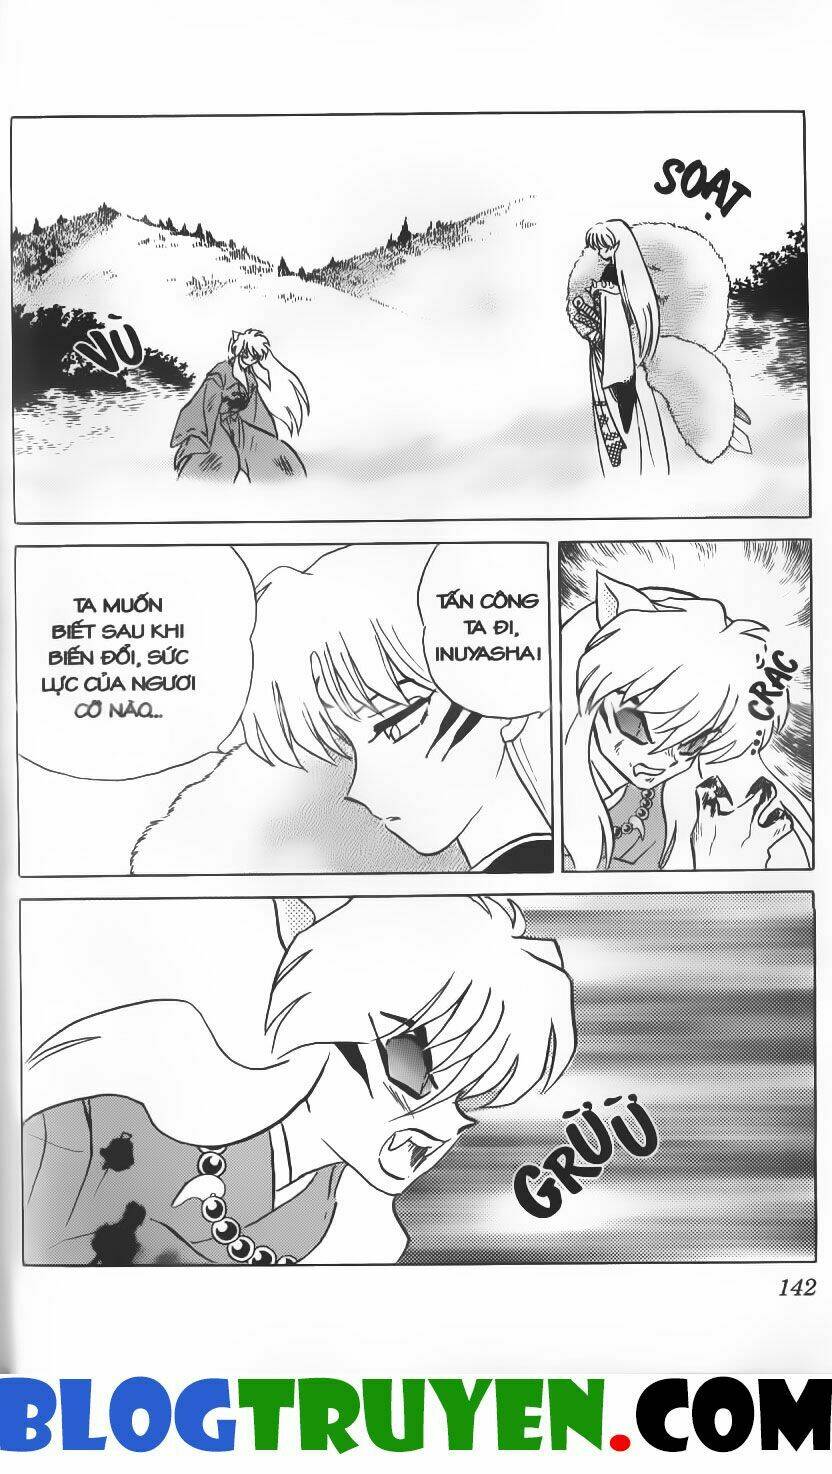 SOẠT
VÙ
TẤN CÔNG
TA ĐI,
INUYASHA!
TA MUỐN
BIẾT SAU KHI
BIẾN ĐỔI, SỨC
LỰC CỦA NGƯƠI
CỠ NÀO...
... CRẮC
GRỪ Ừ
142
BLOGTRUYEN.COM